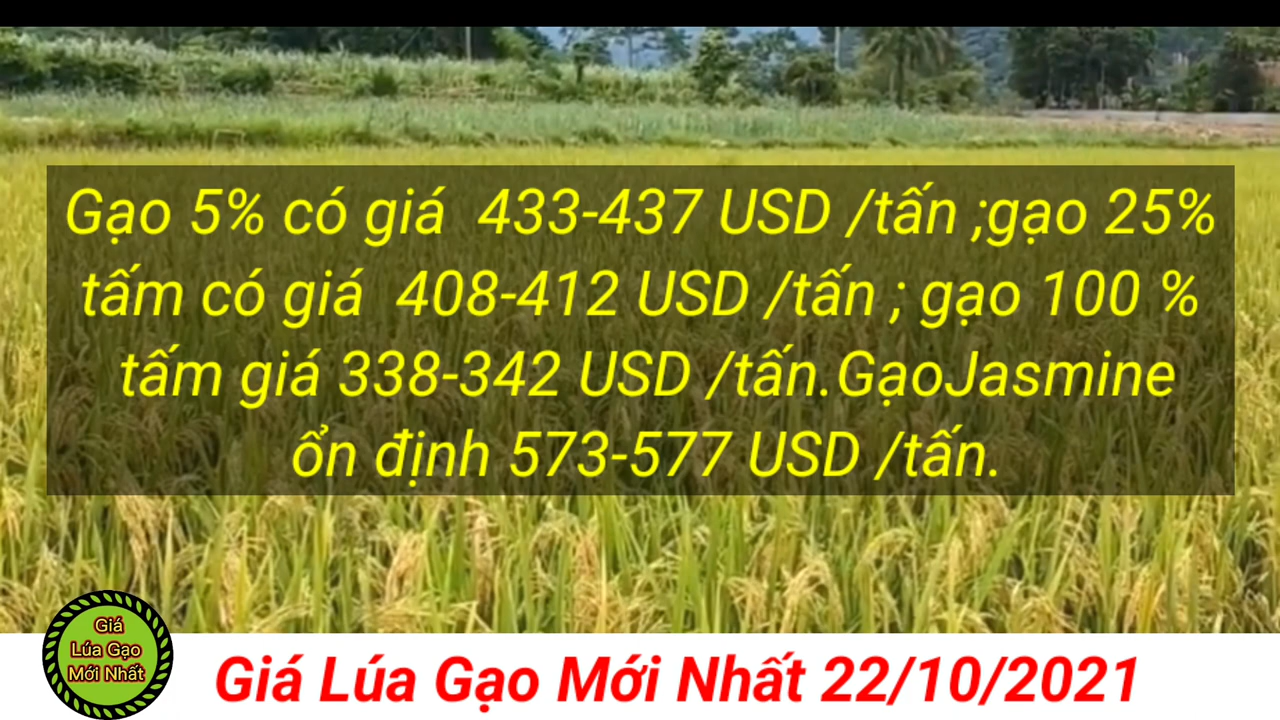 Gạo 5% có giá  433-437 USD /tấn ;gạo 25%
tấm có giá  408-412 USD /tấn ; gạo 100 %
tấm giá 338-342 USD /tấn.GạoJasmine
ổn định 573-577 USD /tấn.
Giá
Lúa Gạo
Mới Nhất
Giá Lúa Gạo Mới Nhất 22/10/2021